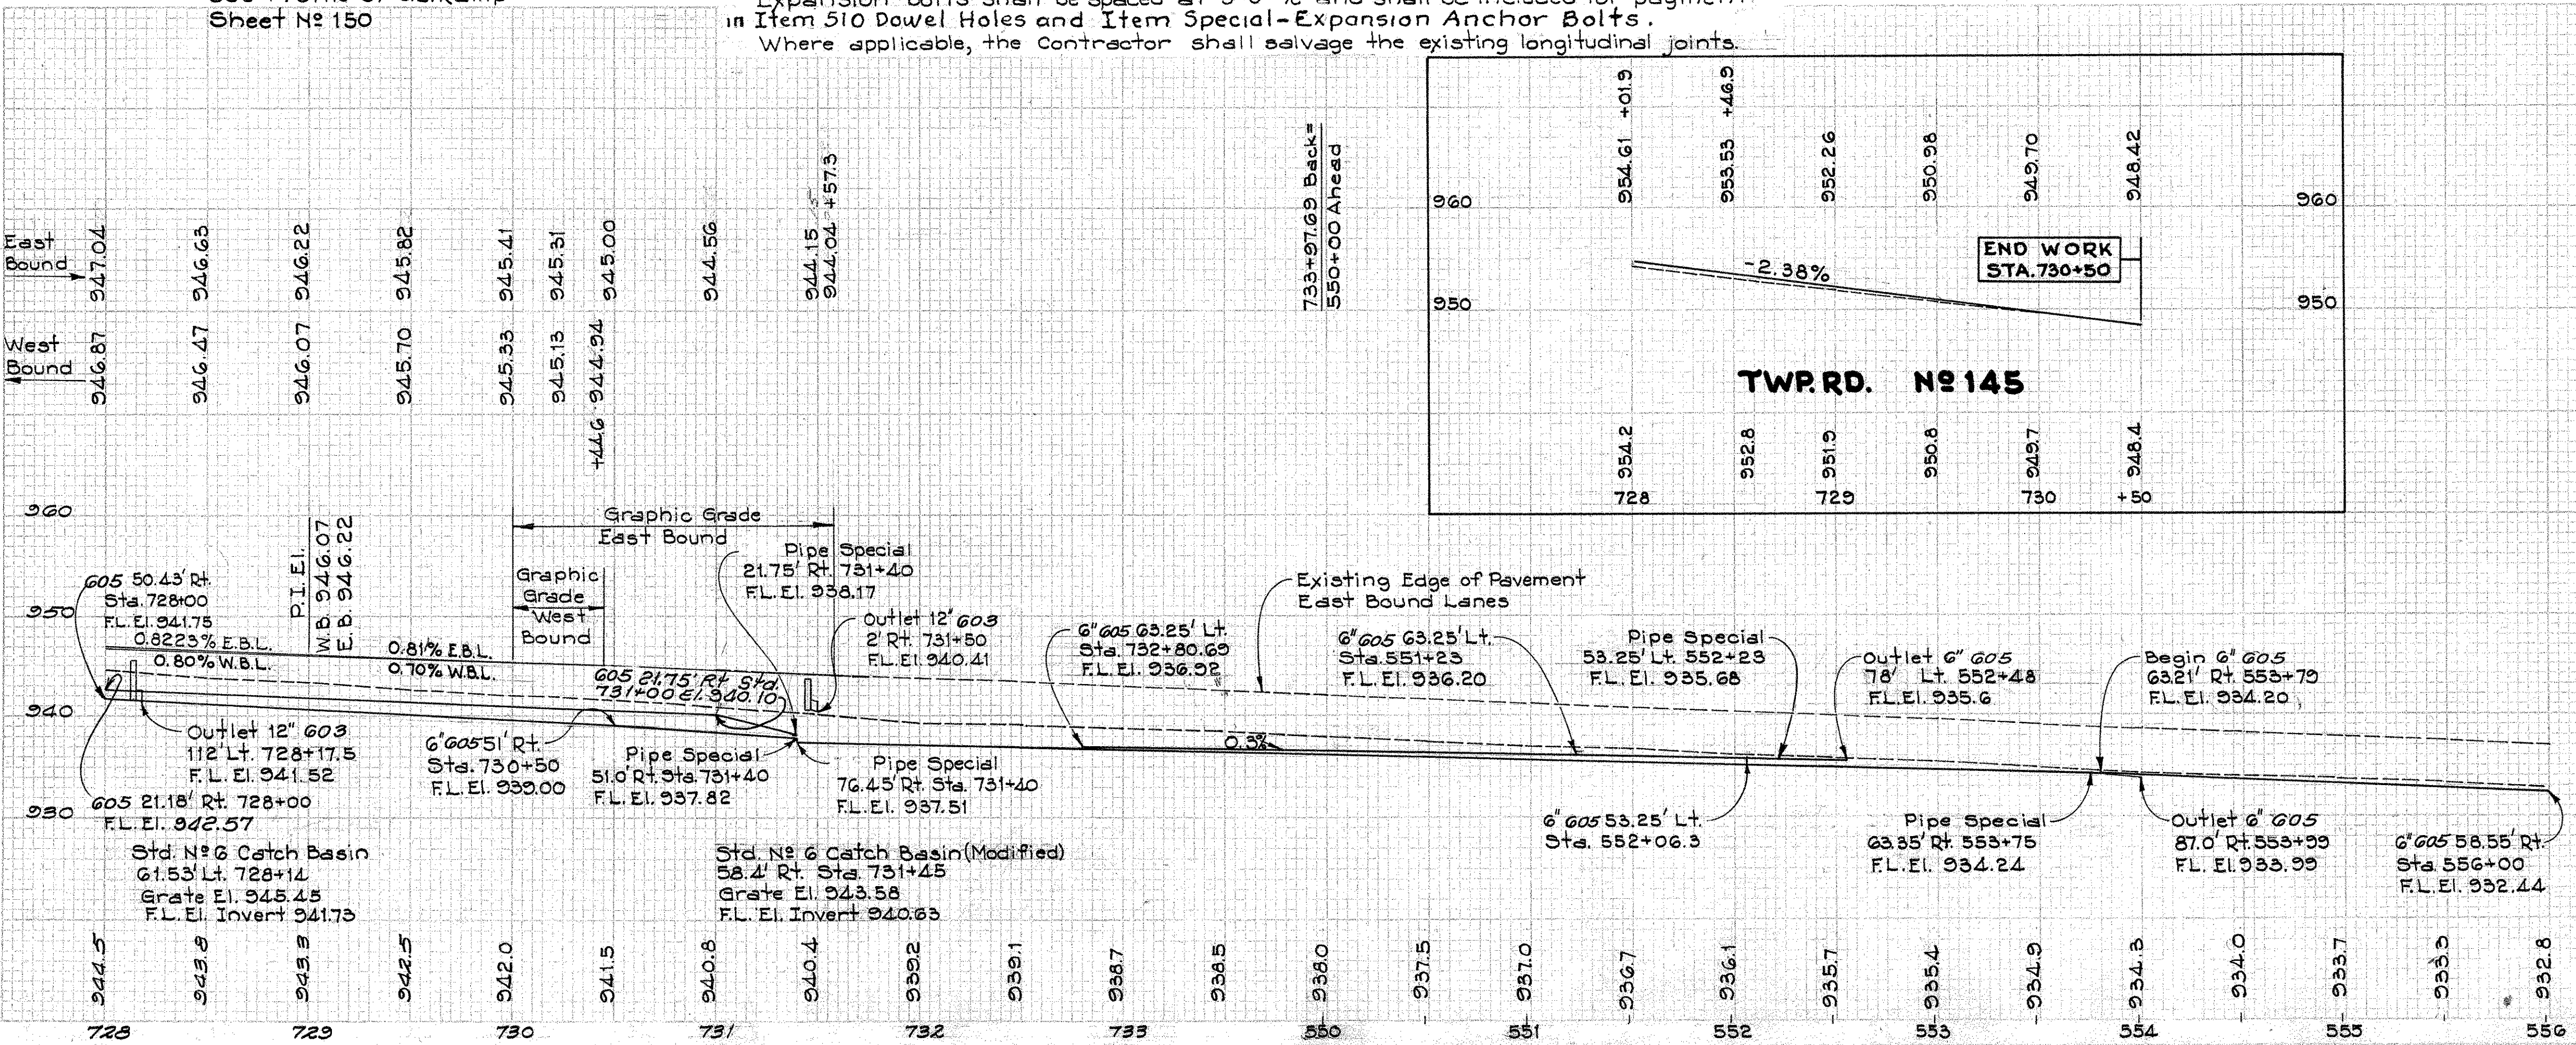 Sheet Nº 150
in Item 510 Dowel Holes and Item Special-Expansion Anchor Bolts.
Where applicable, the Contractor shall salvage the existing longitudinal joints.
East
Bound
947.04
946.63
946.22
945.82
945.41
945.31
945.00
944.56
944.15
944.04 +57.3
West
Bound
946.87
946.47
946.07
945.70
945.33
945.13
+44.6 944.94
733+97.69 Back=
550+00 Ahead
954.61 +01.9
953.53 +46.9
952.26
950.98
949.70
948.42
960
960
END WORK
STA.730+50
-2.38%
950
950
TWP.RD. Nº 145
954.2
952.8
951.9
950.8
949.7
948.4
728
729
730
+50
960
950
940
930
P.I. El.
W.B. 946.07
E.B. 946.22
Graphic Grade
East Bound
Graphic
Grade
West
Bound
605 50.43' Rt.
Sta. 728+00
F.L. El. 941.75
0.8223% E.B.L.
0.80% W.B.L.
0.81% E.B.L.
0.70% W.B.L.
Pipe Special
21.75' Rt. 731+40
F.L. El. 938.17
605 21.75' Rt. Std.
731+00 El. 940.10
Outlet 12" 603
2' Rt. 731+50
F.L. El. 940.41
6" 605 63.25' Lt.
Sta. 732+80.69
F.L. El. 936.92
Existing Edge of Pavement
East Bound Lanes
6" 605 63.25' Lt.
Sta. 551+23
F.L. El. 936.20
Pipe Special
53.25' Lt. 552+23
F.L. El. 935.68
Outlet 6" 605
78' Lt. 552+48
F.L. El. 935.6
Begin 6" 605
63.21' Rt. 553+79
F.L. El. 934.20
0.3%
Outlet 12" 603
112' Lt. 728+17.5
F.L. El. 941.52
605 21.18' Rt. 728+00
F.L. El. 942.57
6" 605 51' Rt.
Sta. 730+50
F.L. El. 939.00
Pipe Special
51.0' Rt. Sta. 731+40
F.L. El. 937.82
Pipe Special
76.45' Rt. Sta. 731+40
F.L. El. 937.51
6" 605 53.25' Lt.
Sta. 552+06.3
Pipe Special
63.35' Rt. 553+75
F.L. El. 934.24
Outlet 6" 605
87.0' Rt. 553+99
F.L. El. 933.99
6" 605 58.55' Rt.
Sta. 556+00
F.L. El. 932.44
Std. Nº 6 Catch Basin
61.53' Lt. 728+14
Grate El. 945.45
F.L. El. Invert 941.73
Std. Nº 6 Catch Basin (Modified)
58.4' Rt. Sta. 731+45
Grate El. 943.58
F.L. El. Invert 940.63
944.5
943.8
943.3
942.5
942.0
941.5
940.8
940.4
939.2
939.1
938.7
938.5
938.0
937.5
937.0
936.7
936.1
935.7
935.4
934.9
934.3
934.0
933.7
933.3
932.8
728
729
730
731
732
733
550
551
552
553
554
555
556